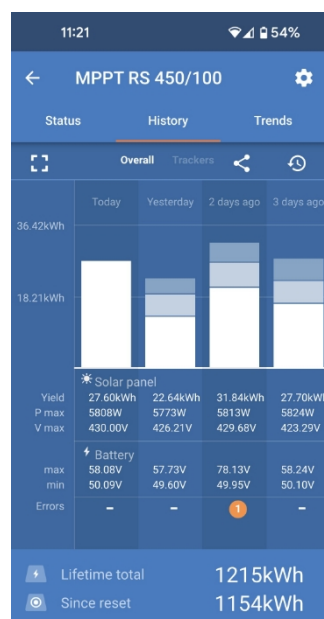 11:21 54%
MPPT RS 450/100
Status History Trends
Overall Trackers
Today Yesterday 2 days ago 3 days ago
36.42kWh
18.21kWh
Solar panel
Yield 27.60kWh 22.64kWh 31.84kWh 27.70kW
P max 5808W 5773W 5813W 5824W
V max 430.00V 426.21V 429.68V 423.29V
Battery
max 58.08V 57.73V 78.13V 58.24V
min 50.09V 49.60V 49.95V 50.10V
Errors – – 1 –
Lifetime total 1215kWh
Since reset 1154kWh